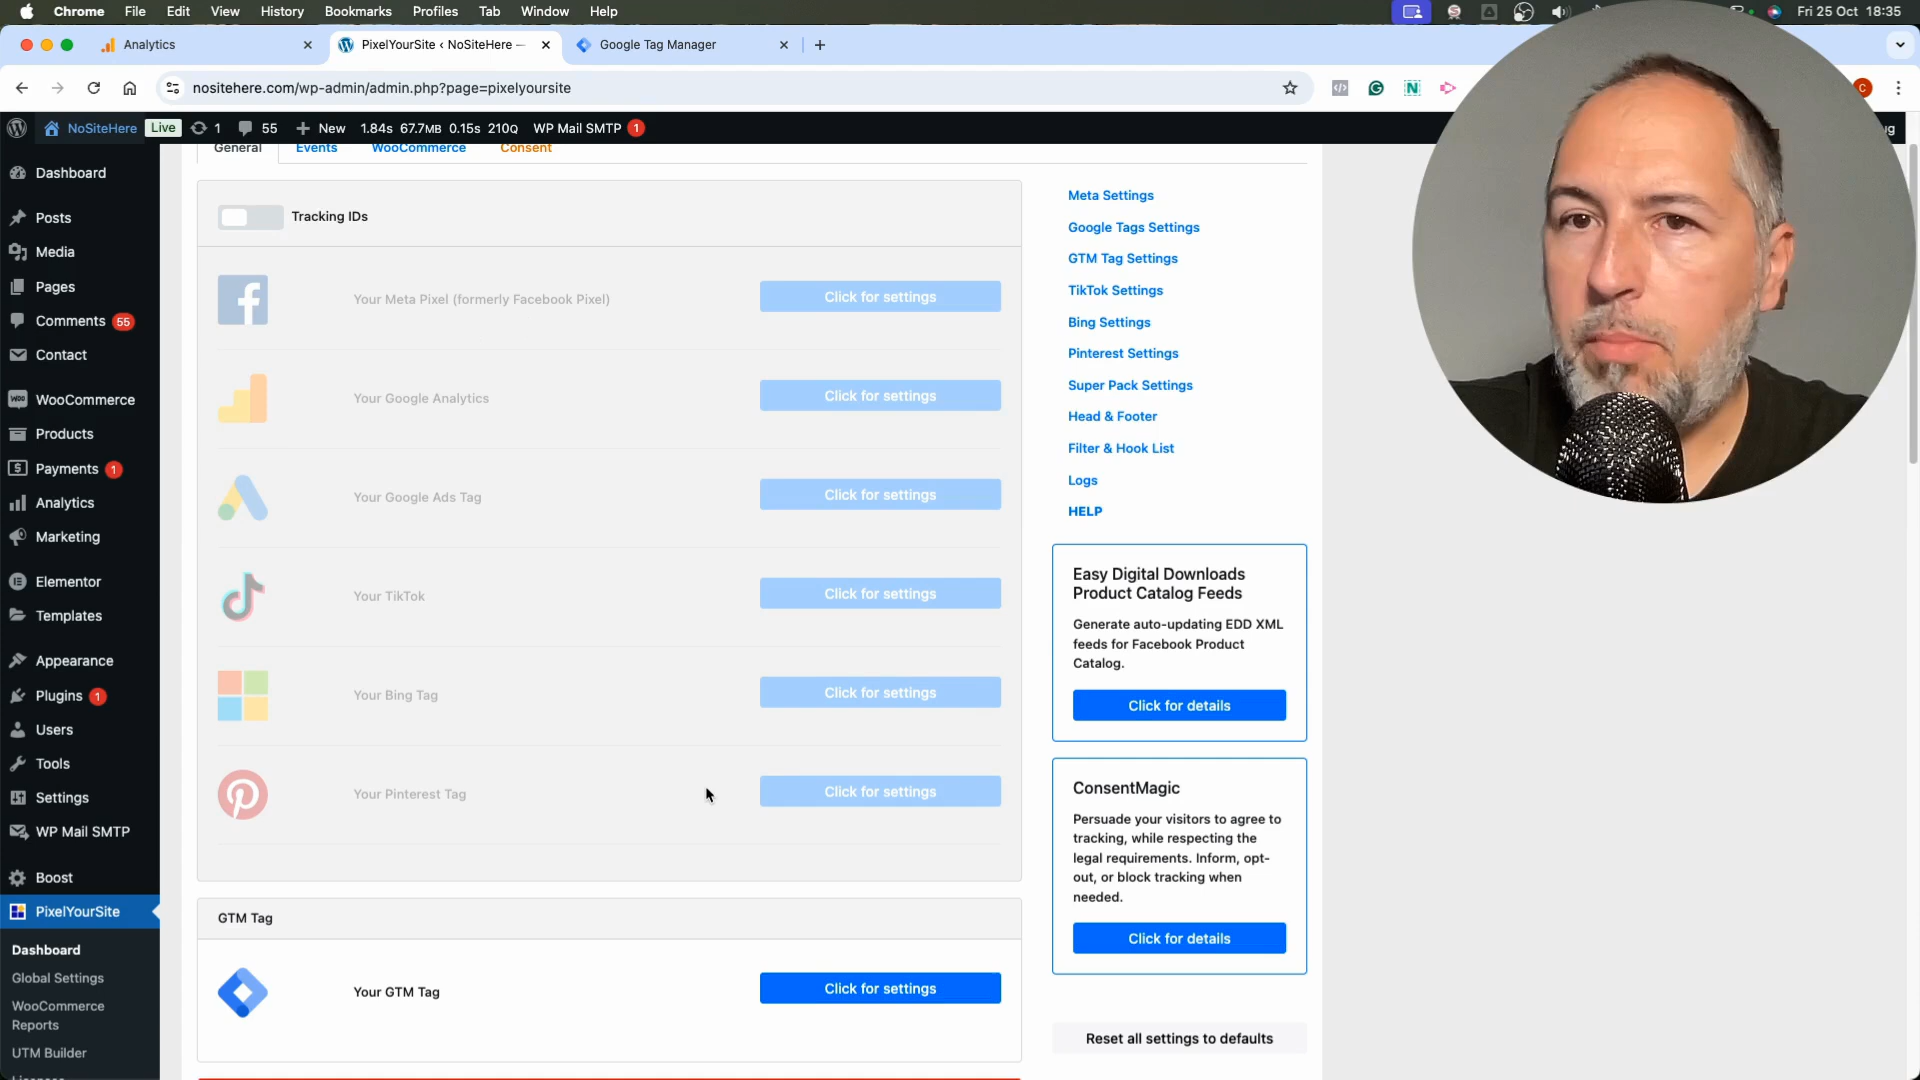 Chrome File Edit View History Bookmarks Profiles Tab Window Help
Fri 25 Oct 18:35
Analytics
PixelYourSite ‹ NoSiteHere —
Google Tag Manager
nositehere.com/wp-admin/admin.php?page=pixelyoursite
NoSiteHere Live 1 55 New 1.84s 67.7MB 0.15s 210Q WP Mail SMTP 1
General Events WooCommerce Consent
Dashboard
Posts
Media
Pages
Comments 55
Contact
WooCommerce
Products
Payments 1
Analytics
Marketing
Elementor
Templates
Appearance
Plugins 1
Users
Tools
Settings
WP Mail SMTP
Boost
PixelYourSite
Dashboard
Global Settings
WooCommerce
Reports
UTM Builder
Tracking IDs
Your Meta Pixel (formerly Facebook Pixel)
Click for settings
Your Google Analytics
Click for settings
Your Google Ads Tag
Click for settings
Your TikTok
Click for settings
Your Bing Tag
Click for settings
Your Pinterest Tag
Click for settings
GTM Tag
Your GTM Tag
Click for settings
Meta Settings
Google Tags Settings
GTM Tag Settings
TikTok Settings
Bing Settings
Pinterest Settings
Super Pack Settings
Head & Footer
Filter & Hook List
Logs
HELP
Easy Digital Downloads
Product Catalog Feeds
Generate auto-updating EDD XML
feeds for Facebook Product
Catalog.
Click for details
ConsentMagic
Persuade your visitors to agree to
tracking, while respecting the
legal requirements. Inform, opt-
out, or block tracking when
needed.
Click for details
Reset all settings to defaults